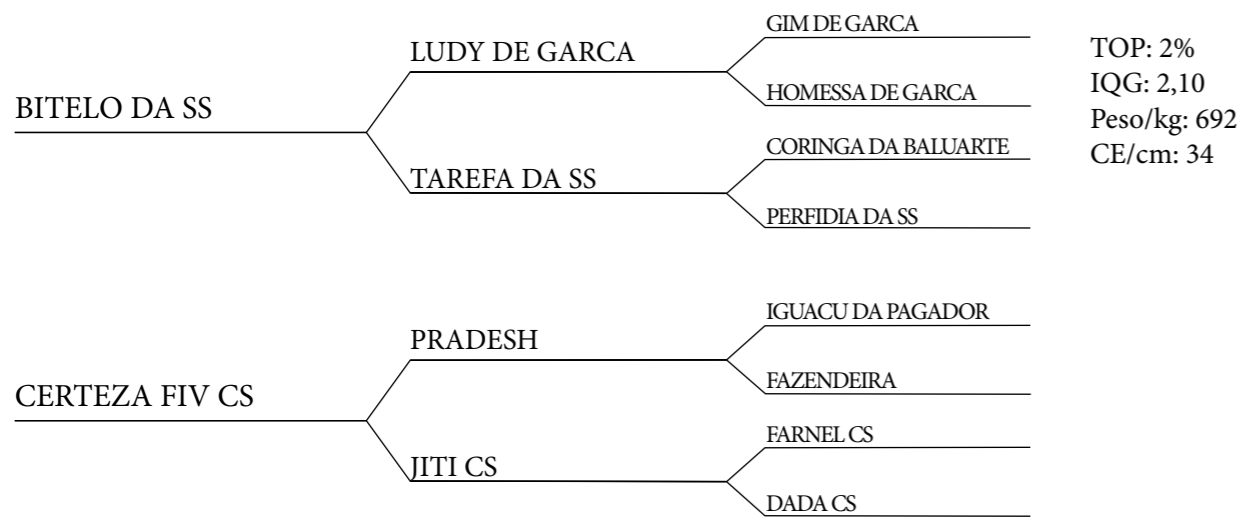 GIM DE GARCA
LUDY DE GARCA
HOMESSA DE GARCA
BITELO DA SS
CORINGA DA BALUARTE
TAREFA DA SS
PERFIDIA DA SS
TOP: 2%
IQG: 2,10
Peso/kg: 692
CE/cm: 34
IGUACU DA PAGADOR
PRADESH
FAZENDEIRA
CERTEZA FIV CS
FARNEL CS
JITI CS
DADA CS